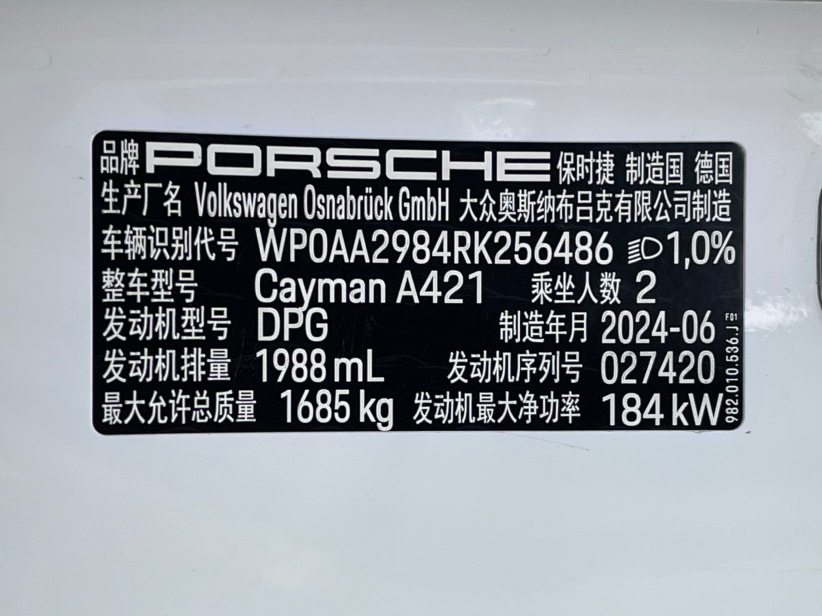 品牌 PORSCHE 保时捷 制造国 德国
生产厂名 Volkswagen Osnabrück GmbH 大众奥斯纳布吕克有限公司制造
车辆识别代号 WP0AA2984RK256486 1,0%
整车型号 Cayman A421 乘坐人数 2
发动机型号 DPG 制造年月 2024-06
发动机排量 1988 mL 发动机序列号 027420
最大允许总质量 1685 kg 发动机最大净功率 184 kW
982.010.536.J F01